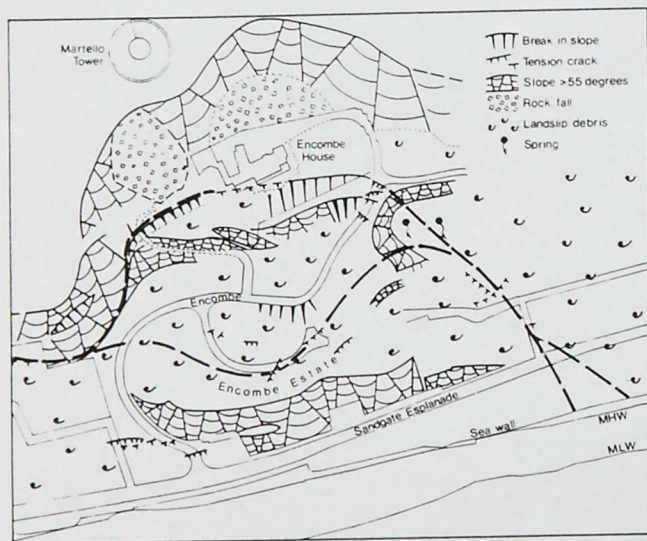 Martello
Tower
Break in slope
Tension crack
Slope >55 degrees
Rock fall
Landslip debris
Spring
Encombe
House
Encombe
Encombe Estate
Sandgate Esplanade
Sea wall
MHW
MLW